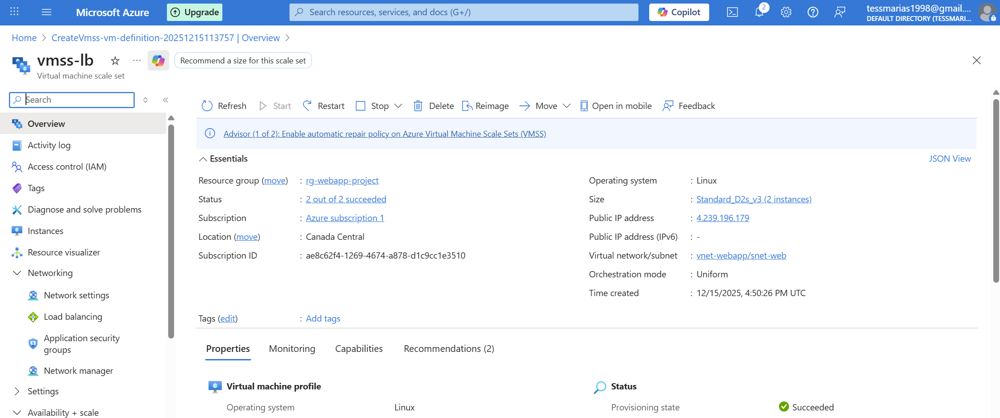 Microsoft Azure
Upgrade
Search resources, services, and docs (G+/)
Copilot
2
tessmarias1998@gmail....
DEFAULT DIRECTORY (TESSMARI...
Home > CreateVmss-vm-definition-20251215113757 | Overview >
vmss-lb
Recommend a size for this scale set
Virtual machine scale set
Search
Overview
Activity log
Access control (IAM)
Tags
Diagnose and solve problems
Instances
Resource visualizer
Networking
Network settings
Load balancing
Application security
groups
Network manager
Settings
Availability + scale
Refresh
Start
Restart
Stop
Delete
Reimage
Move
Open in mobile
Feedback
Advisor (1 of 2): Enable automatic repair policy on Azure Virtual Machine Scale Sets (VMSS)
Essentials
JSON View
Resource group (move) : rg-webapp-project
Status : 2 out of 2 succeeded
Subscription : Azure subscription 1
Location (move) : Canada Central
Subscription ID : ae8c62f4-1269-4674-a878-d1c9cc1e3510
Operating system : Linux
Size : Standard_D2s_v3 (2 instances)
Public IP address : 4.239.196.179
Public IP address (IPv6) : -
Virtual network/subnet : vnet-webapp/snet-web
Orchestration mode : Uniform
Time created : 12/15/2025, 4:50:26 PM UTC
Tags (edit) : Add tags
Properties
Monitoring
Capabilities
Recommendations (2)
Virtual machine profile
Operating system Linux
Status
Provisioning state Succeeded